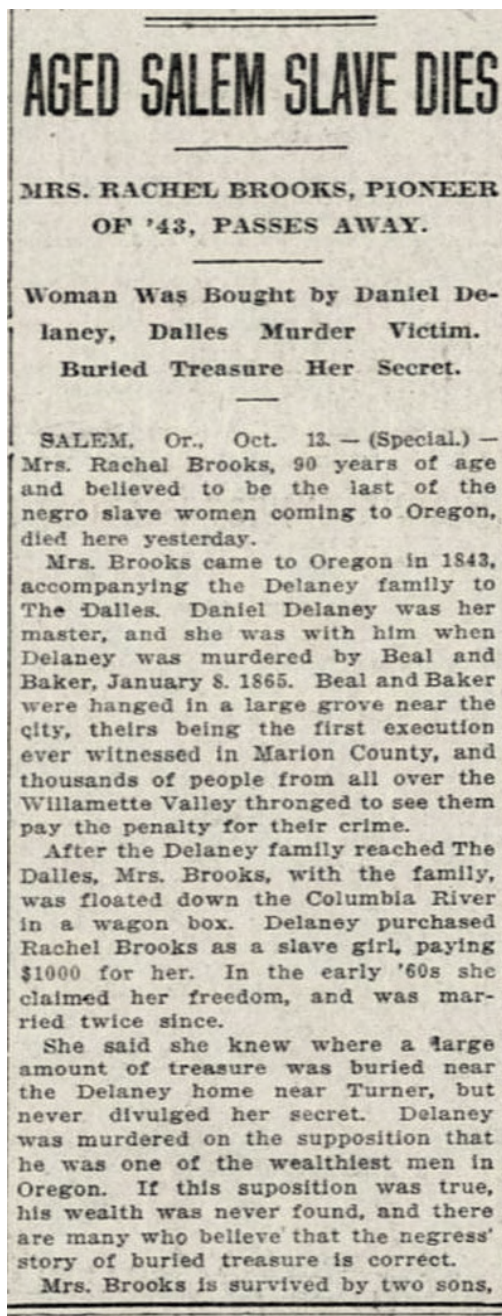 AGED SALEM SLAVE DIES
MRS. RACHEL BROOKS, PIONEER
OF '43, PASSES AWAY.
Woman Was Bought by Daniel De-
laney, Dalles Murder Victim.
Buried Treasure Her Secret.
SALEM, Or., Oct. 13. — (Special.) —
Mrs. Rachel Brooks, 90 years of age
and believed to be the last of the
negro slave women coming to Oregon,
died here yesterday.
Mrs. Brooks came to Oregon in 1843,
accompanying the Delaney family to
The Dalles. Daniel Delaney was her
master, and she was with him when
Delaney was murdered by Beal and
Baker, January 8. 1865. Beal and Baker
were hanged in a large grove near the
city, theirs being the first execution
ever witnessed in Marion County, and
thousands of people from all over the
Willamette Valley thronged to see them
pay the penalty for their crime.
After the Delaney family reached The
Dalles, Mrs. Brooks, with the family,
was floated down the Columbia River
in a wagon box. Delaney purchased
Rachel Brooks as a slave girl, paying
$1000 for her. In the early '60s she
claimed her freedom, and was mar-
ried twice since.
She said she knew where a large
amount of treasure was buried near
the Delaney home near Turner, but
never divulged her secret. Delaney
was murdered on the supposition that
he was one of the wealthiest men in
Oregon. If this suposition was true,
his wealth was never found, and there
are many who believe that the negress'
story of buried treasure is correct.
Mrs. Brooks is survived by two sons,